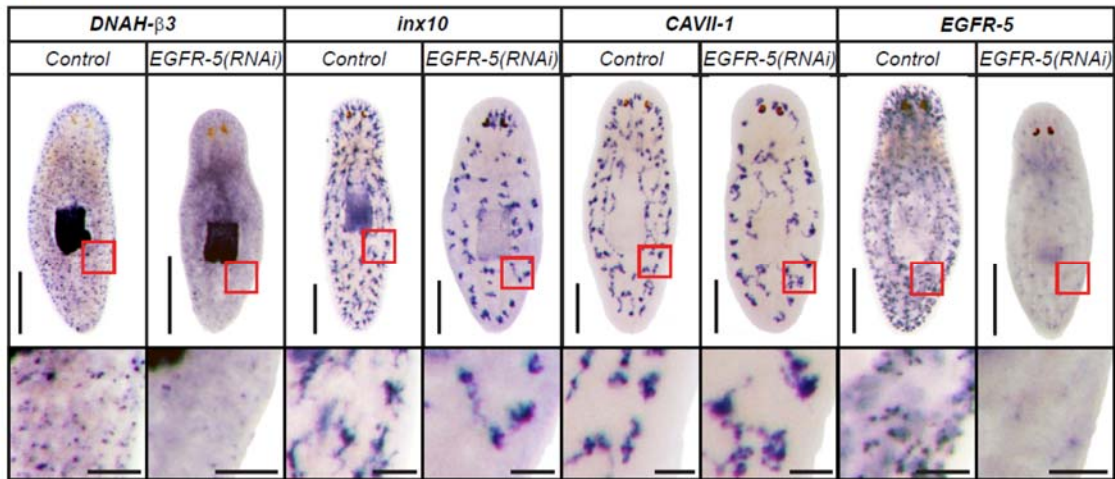 DNAH-β3 inx10 CAVII-1 EGFR-5
Control EGFR-5(RNAi) Control EGFR-5(RNAi) Control EGFR-5(RNAi) Control EGFR-5(RNAi)